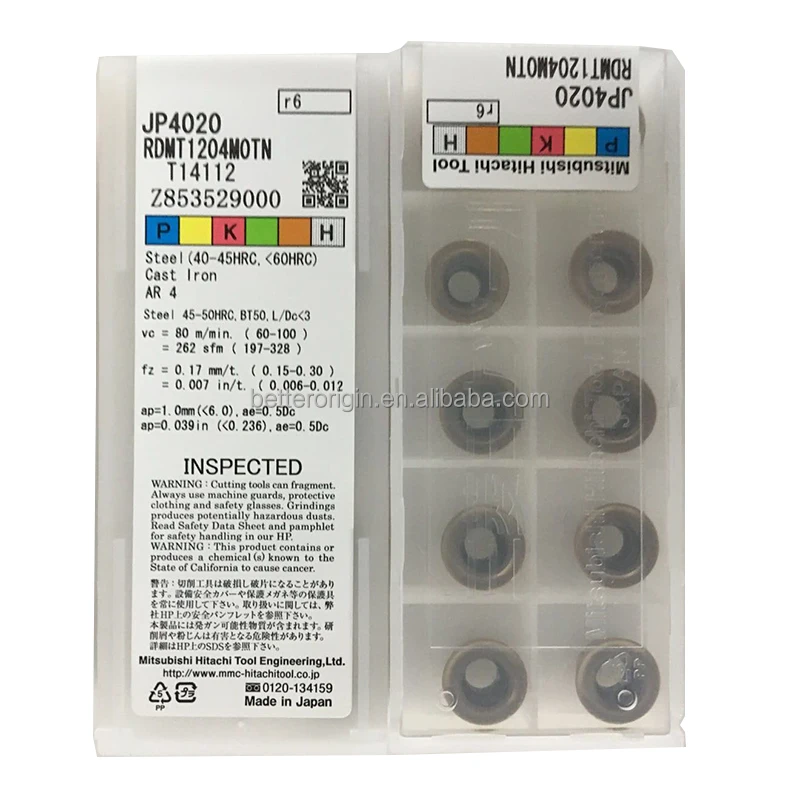 r6
JP4020
RDMT1204M0TN
T14112
Z853529000
P K H
Steel(40-45HRC,<60HRC)
Cast Iron
AR 4
Steel 45-50HRC,BT50,L/Dc<3
vc = 80 m/min. ( 60-100 )
= 262 sfm ( 197-328 )
fz = 0.17 mm/t. ( 0.15-0.30 )
= 0.007 in/t. ( 0.006-0.012
ap=1.0mm(<6.0),ae=0.5Dc
ap=0.039in (<0.236),ae=0.5Dc
INSPECTED
WARNING : Cutting tools can fragment.
Always use machine guards, protective
clothing and safety glasses. Grindings
produces potentially hazardous dusts.
Read Safety Data Sheet and pamphlet
for safety handling in our HP.
WARNING : This product contains or
produces a chemical (s) known to the
State of California to cause cancer.
警告：切削工具は破損し破片になることがあり
ます。設備安全カバーや保護メガネ等の保護具
を常に使用して下さい。取り扱いに関しては、弊
社HP上の安全パンフレットを参照下さい。
本製品には発ガン可能性物質が含まれます。研
削屑や粉じんは有害となる危険性があります。
詳細はHP上のSDSを参照下さい。
Mitsubishi Hitachi Tool Engineering,Ltd.
http://www.mmc-hitachitool.co.jp
0120-134159
5 プラ Made in Japan
PP
RDMT1204M0TN
JP4020
r6
P K H
Mitsubishi Hitachi Tool
JAPAN
Mitsubishi Hitachi Tool
PP
betterorigin.en.alibaba.com